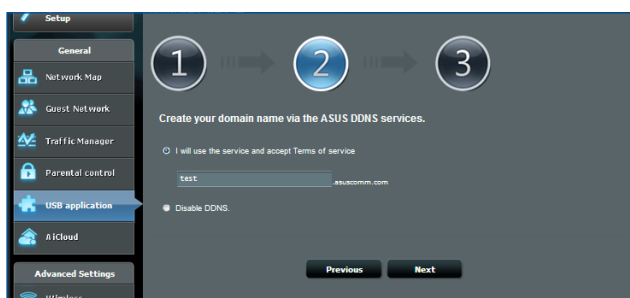 Setup
General
Network Map
Guest Network
Traffic Manager
Parental control
USB application
AiCloud
Advanced Settings
Wireless
1
2
3
Create your domain name via the ASUS DDNS services.
I will use the service and accept Terms of service
test .asuscomm.com
Disable DDNS.
Previous Next